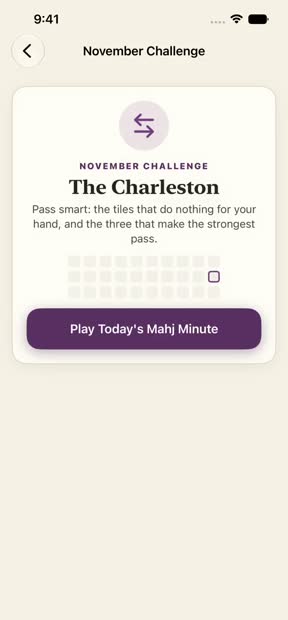 9:41
November Challenge
NOVEMBER CHALLENGE
The Charleston
Pass smart: the tiles that do nothing for your
hand, and the three that make the strongest
pass.
Play Today's Mahj Minute